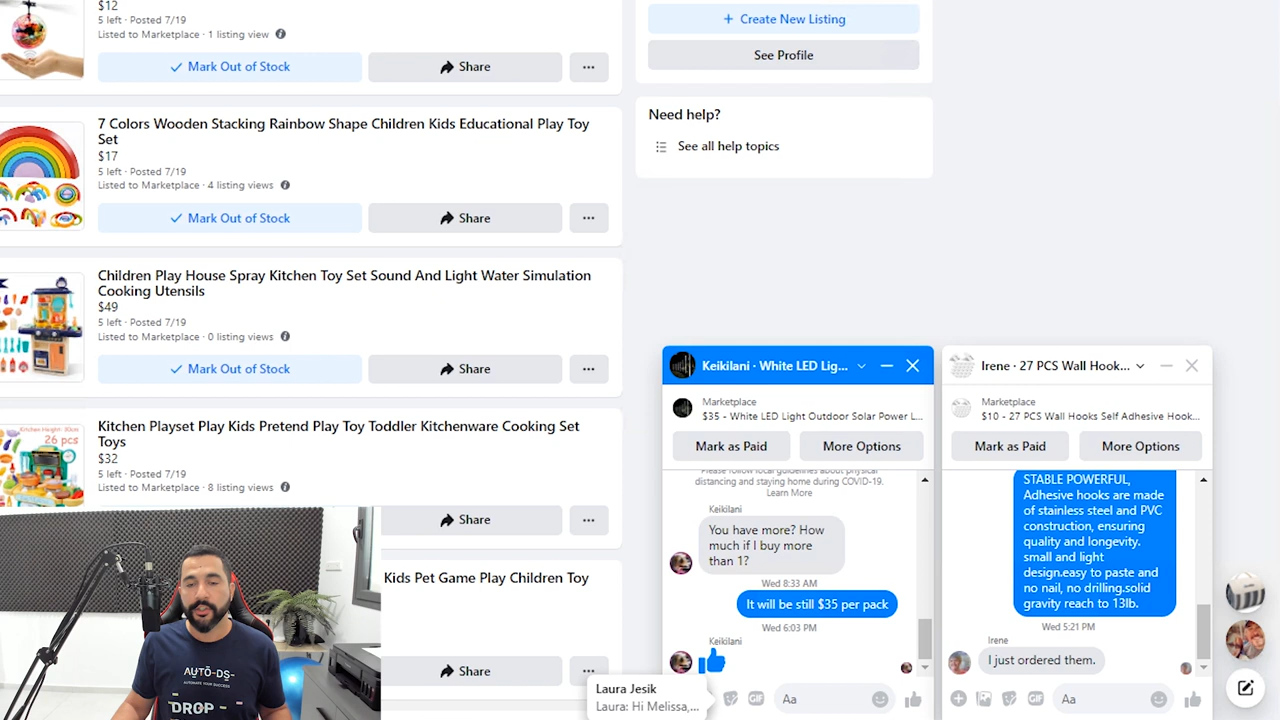 $12
5 left · Posted 7/19
Listed to Marketplace · 1 listing view
Mark Out of Stock
Share
7 Colors Wooden Stacking Rainbow Shape Children Kids Educational Play Toy
Set
$17
5 left · Posted 7/19
Listed to Marketplace · 4 listing views
Mark Out of Stock
Share
Children Play House Spray Kitchen Toy Set Sound And Light Water Simulation
Cooking Utensils
$49
5 left · Posted 7/19
Listed to Marketplace · 0 listing views
Mark Out of Stock
Share
Kitchen Height: 30cm
26 pcs
Kitchen Playset Play Kids Pretend Play Toy Toddler Kitchenware Cooking Set
Toys
$32
5 left · Posted 7/19
Listed to Marketplace · 8 listing views
Share
Kids Pet Game Play Children Toy
Share
+ Create New Listing
See Profile
Need help?
See all help topics
Keikilani · White LED Lig...
Marketplace
$35 - White LED Light Outdoor Solar Power L...
Mark as Paid
More Options
Please follow local guidelines about physical
distancing and staying home during COVID-19.
Learn More
Keikilani
You have more? How
much if I buy more
than 1?
Wed 8:33 AM
It will be still $35 per pack
Wed 6:03 PM
Keikilani
GIF
Aa
Laura Jesik
Laura: Hi Melissa,...
Irene · 27 PCS Wall Hook...
Marketplace
$10 - 27 PCS Wall Hooks Self Adhesive Hook...
Mark as Paid
More Options
STABLE POWERFUL,
Adhesive hooks are made
of stainless steel and PVC
construction, ensuring
quality and longevity.
small and light
design.easy to paste and
no nail, no drilling.solid
gravity reach to 13lb.
Wed 5:21 PM
Irene
I just ordered them.
GIF
Aa
AUTO-DS
AUTOMATE YOUR SUCCESS
DROP